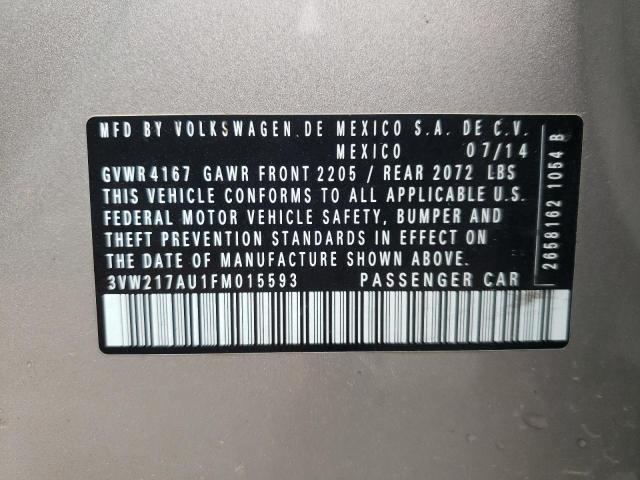 MFD BY VOLKSWAGEN DE MEXICO S.A. DE C.V.
MEXICO 07/14
GVWR 4167 GAWR FRONT 2205 / REAR 2072 LBS
THIS VEHICLE CONFORMS TO ALL APPLICABLE U.S.
FEDERAL MOTOR VEHICLE SAFETY, BUMPER AND
THEFT PREVENTION STANDARDS IN EFFECT ON
THE DATE OF MANUFACTURE SHOWN ABOVE.
3VW217AU1FM015593 PASSENGER CAR
2658162 1054 B